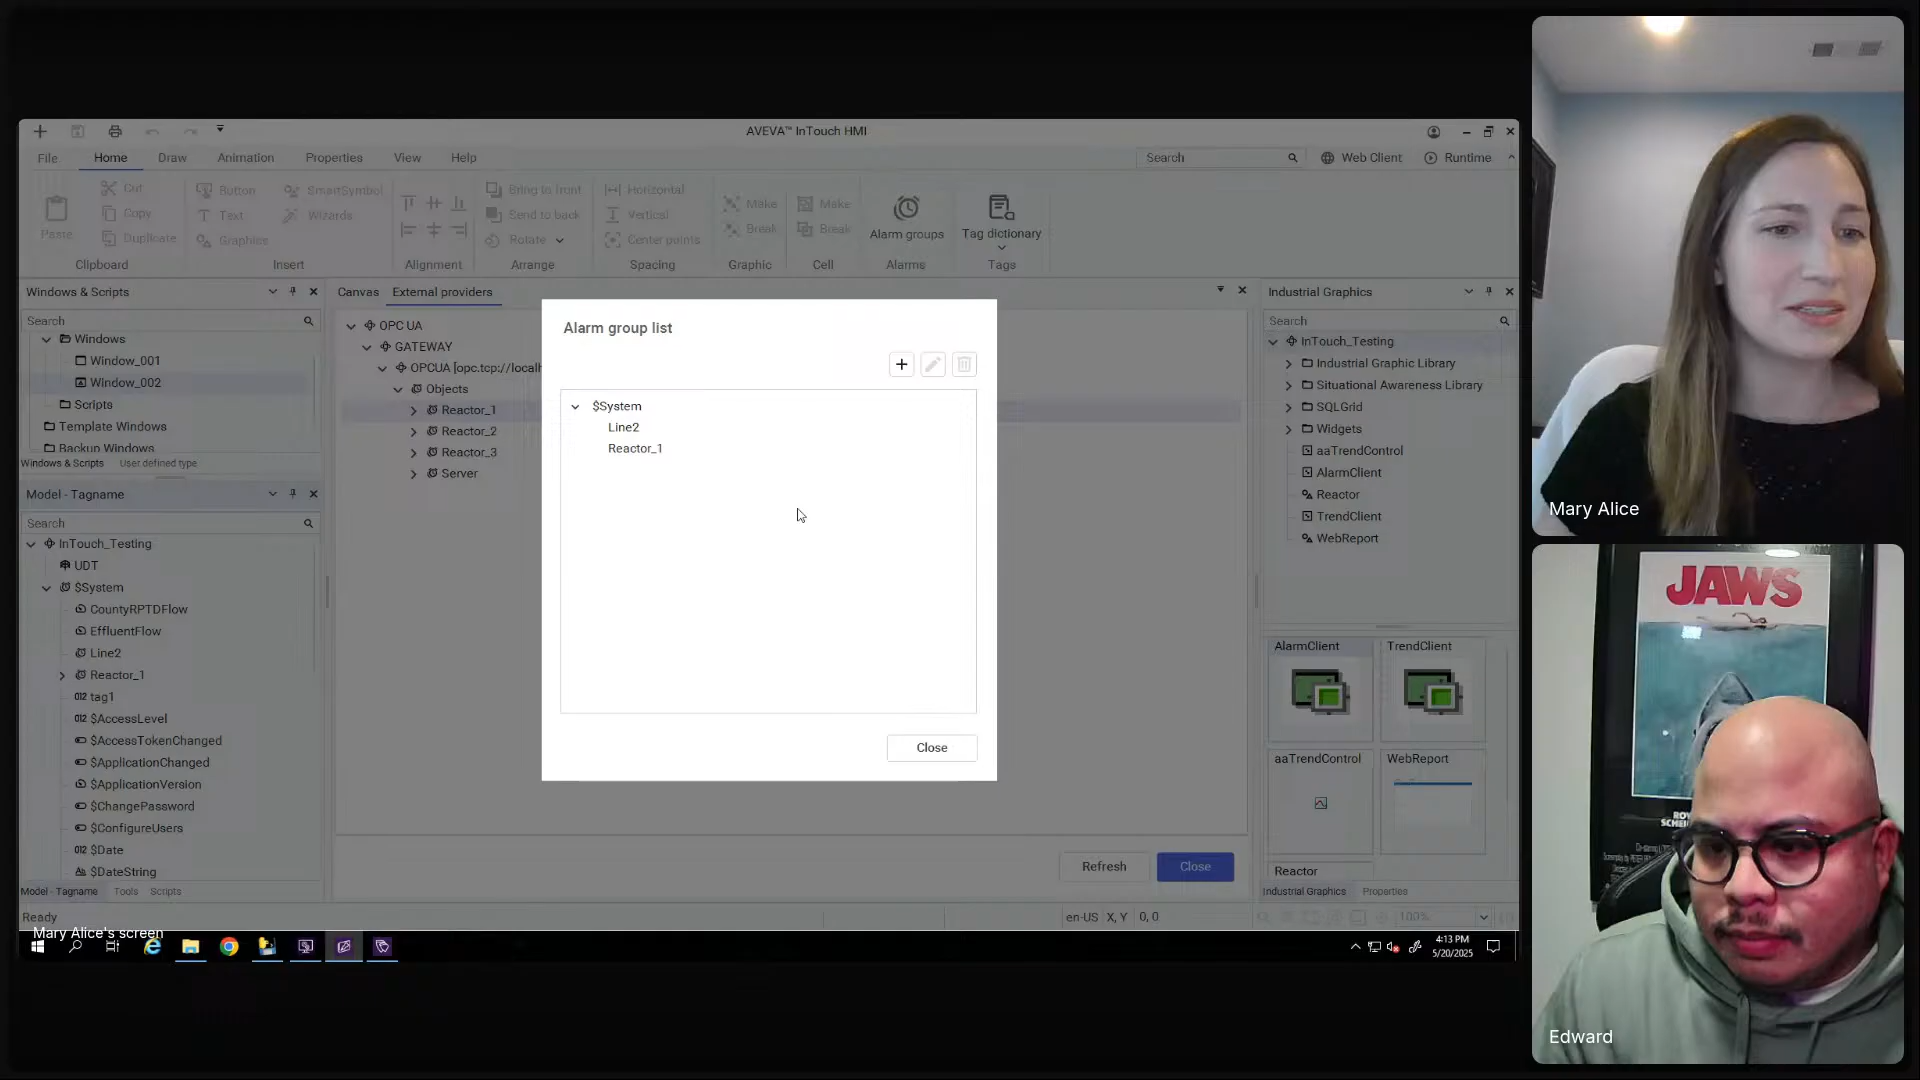 AVEVA™ InTouch HMI
File
Home
Draw
Animation
Properties
View
Help
Search
Web Client
Runtime
Paste
Cut
Copy
Duplicate
Clipboard
Button
Text
Graphics
SmartSymbol
Wizards
Insert
Alignment
Bring to front
Send to back
Rotate
Arrange
Horizontal
Vertical
Center points
Spacing
Make
Break
Graphic
Make
Break
Cell
Alarm groups
Alarms
Tag dictionary
Tags
Windows & Scripts
Search
Windows
Window_001
Window_002
Scripts
Template Windows
Backup Windows
Windows & Scripts
User defined type
Model - Tagname
Search
InTouch_Testing
UDT
$System
CountyRPTDFlow
EffluentFlow
Line2
Reactor_1
tag1
$AccessLevel
$AccessTokenChanged
$ApplicationChanged
$ApplicationVersion
$ChangePassword
$ConfigureUsers
$Date
$DateString
Model - Tagname
Tools
Scripts
Canvas
External providers
OPC UA
GATEWAY
OPCUA [opc.tcp://localh
Objects
Reactor_1
Reactor_2
Reactor_3
Server
Alarm group list
$System
Line2
Reactor_1
Close
Refresh
Close
Industrial Graphics
Search
InTouch_Testing
Industrial Graphic Library
Situational Awareness Library
SQLGrid
Widgets
aaTrendControl
AlarmClient
Reactor
TrendClient
WebReport
AlarmClient
TrendClient
aaTrendControl
WebReport
Reactor
Industrial Graphics
Properties
Ready
en-US
X, Y
0, 0
100%
Mary Alice's screen
4:13 PM
5/20/2025
Mary Alice
JAWS
Edward